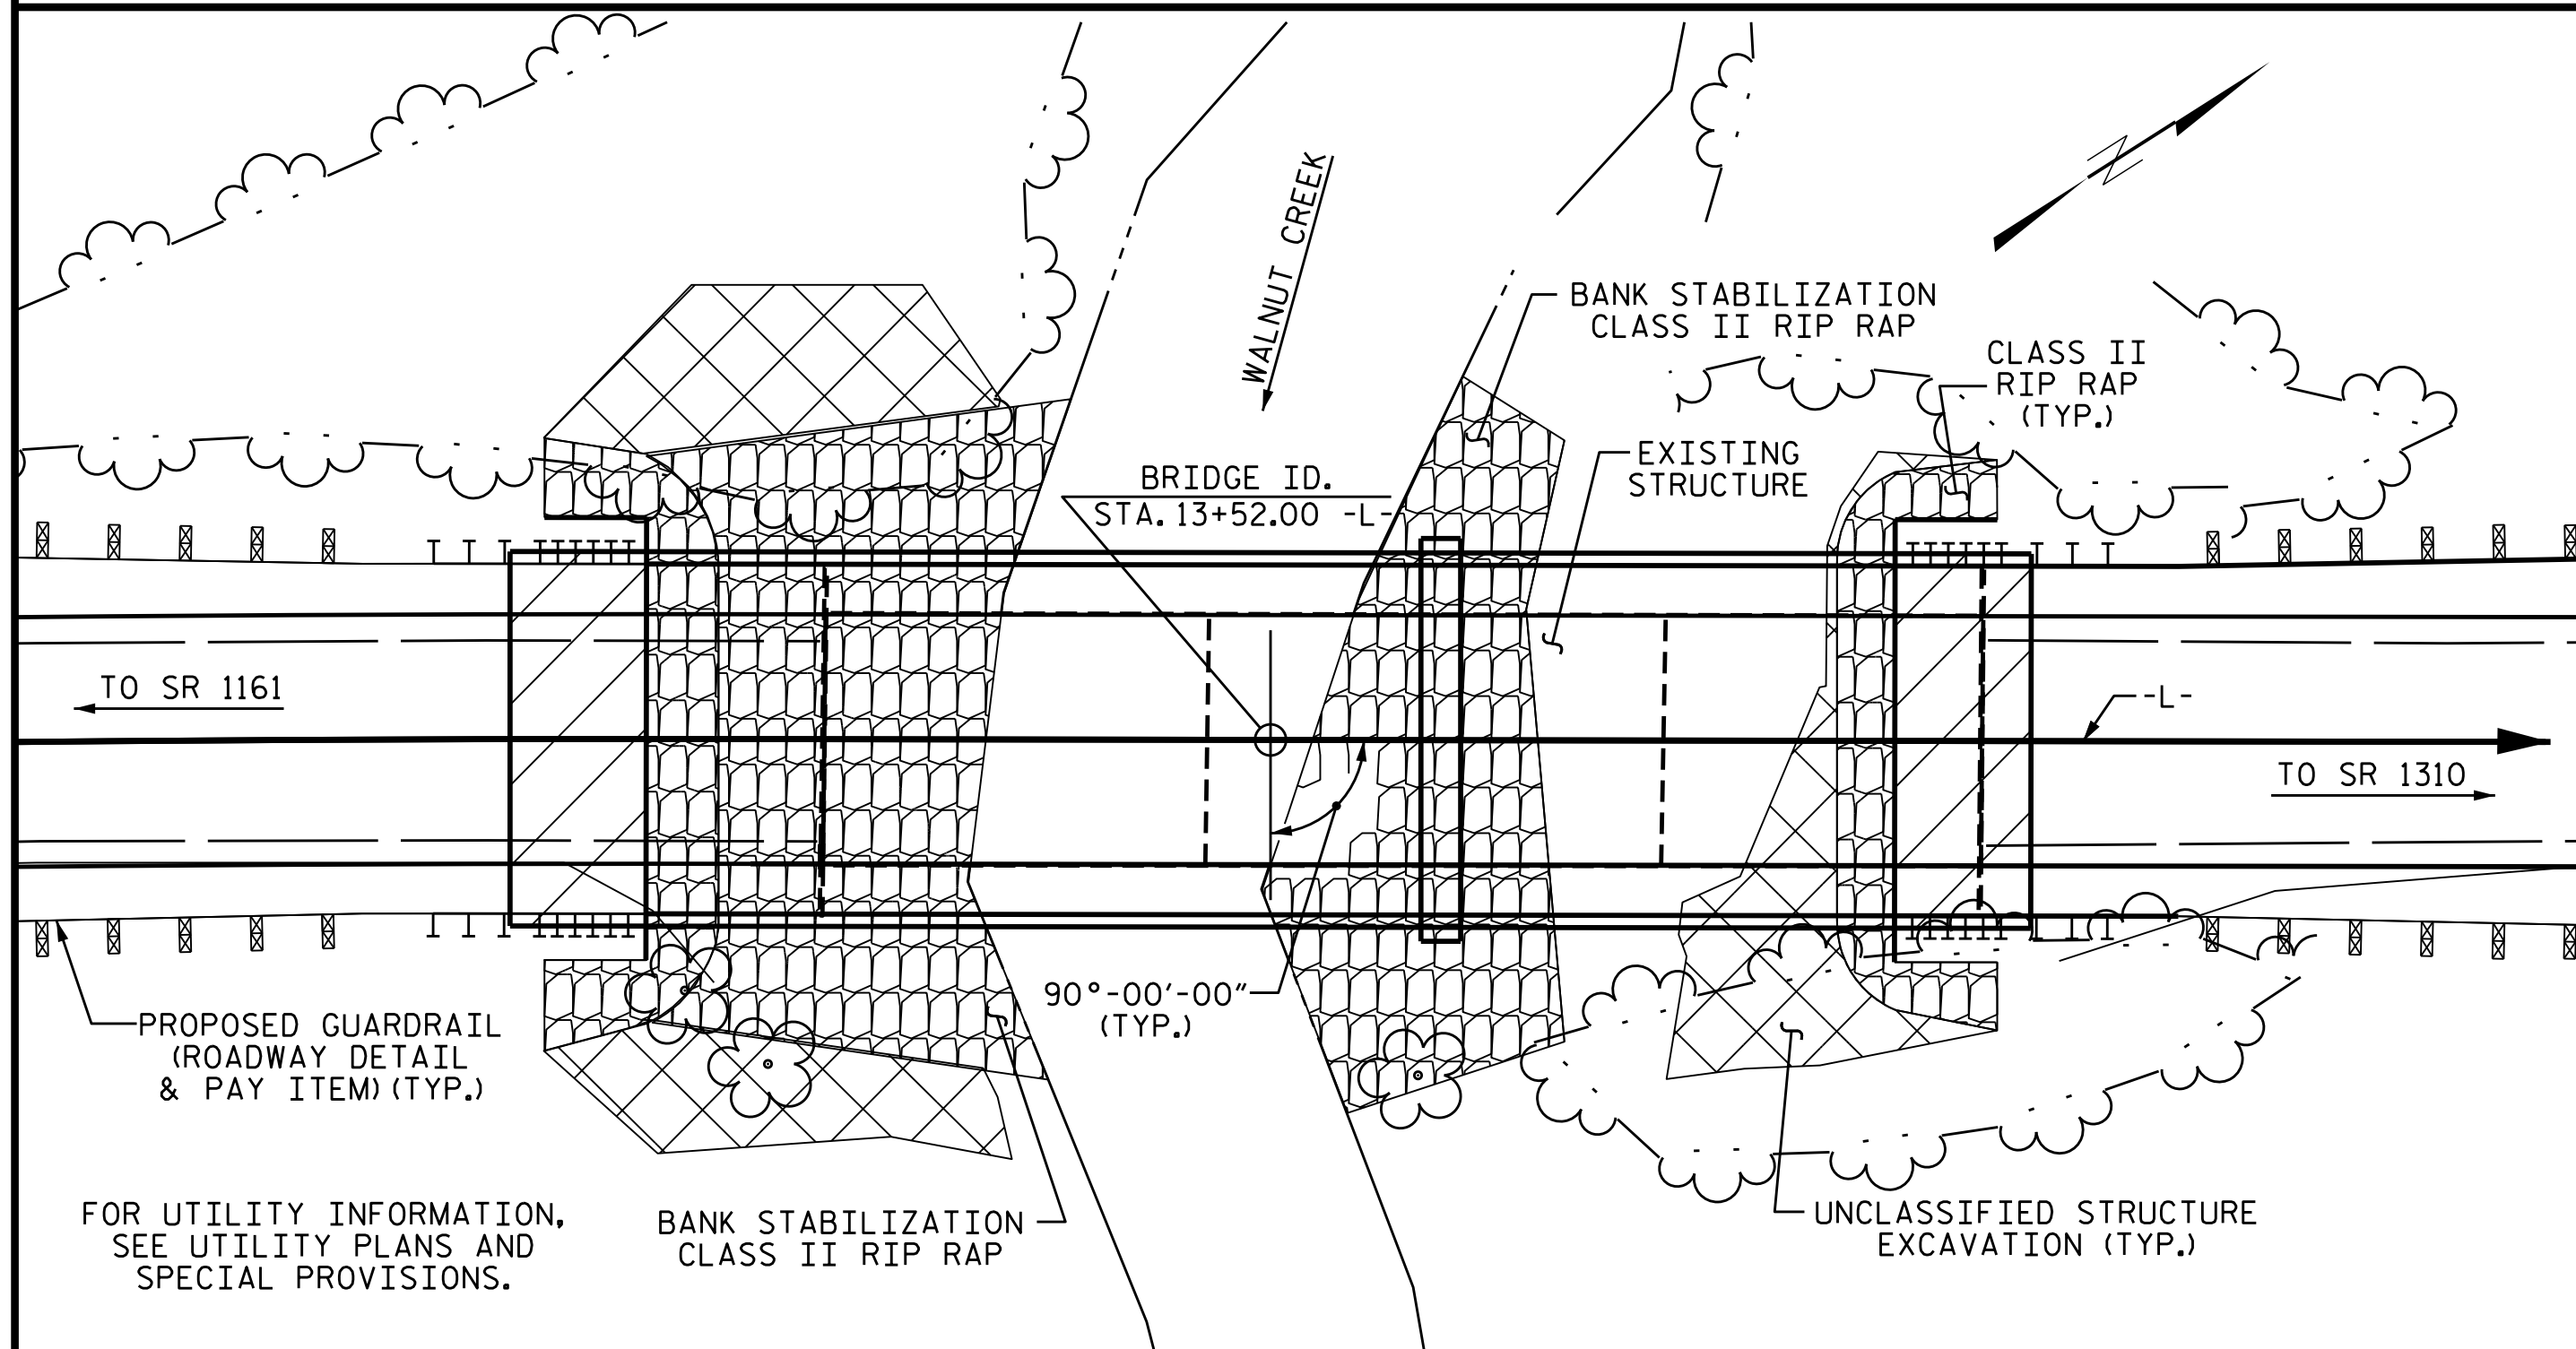 WALNUT CREEK
BANK STABILIZATION
CLASS II RIP RAP
CLASS II
RIP RAP
(TYP.)
EXISTING
STRUCTURE
BRIDGE ID.
STA. 13+52.00 -L-
TO SR 1161
-L-
TO SR 1310
90°-00'-00"
(TYP.)
PROPOSED GUARDRAIL
(ROADWAY DETAIL
& PAY ITEM) (TYP.)
FOR UTILITY INFORMATION,
SEE UTILITY PLANS AND
SPECIAL PROVISIONS.
BANK STABILIZATION
CLASS II RIP RAP
UNCLASSIFIED STRUCTURE
EXCAVATION (TYP.)